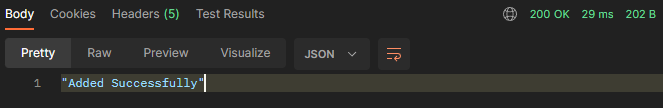 Body Cookies Headers (5) Test Results 200 OK 29 ms 202 B
Pretty Raw Preview Visualize JSON
1 "Added Successfully"